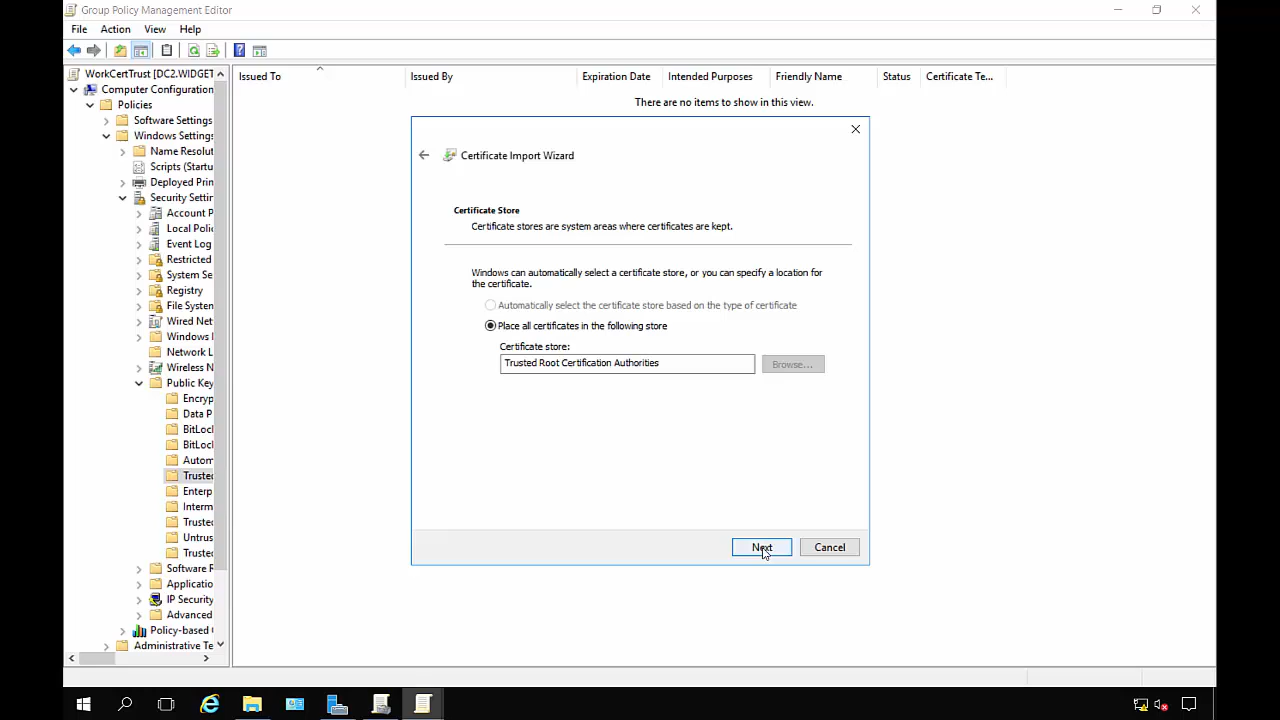 Group Policy Management Editor
File Action View Help
WorkCertTrust [DC2.WIDGET
Computer Configuration
Policies
Software Settings
Windows Settings
Name Resolut
Scripts (Startu
Deployed Prin
Security Settin
Account P
Local Polic
Event Log
Restricted
System Se
Registry
File System
Wired Net
Windows
Network L
Wireless N
Public Key
Encryp
Data P
BitLock
BitLock
Autom
Trusted
Enterp
Interm
Trusted
Untrus
Trusted
Software R
Applicatio
IP Security
Advanced
Policy-based
Administrative Te
Issued To Issued By Expiration Date Intended Purposes Friendly Name Status Certificate Te...
There are no items to show in this view.
Certificate Import Wizard
Certificate Store
Certificate stores are system areas where certificates are kept.
Windows can automatically select a certificate store, or you can specify a location for
the certificate.
Automatically select the certificate store based on the type of certificate
Place all certificates in the following store
Certificate store:
Trusted Root Certification Authorities
Browse...
Next Cancel